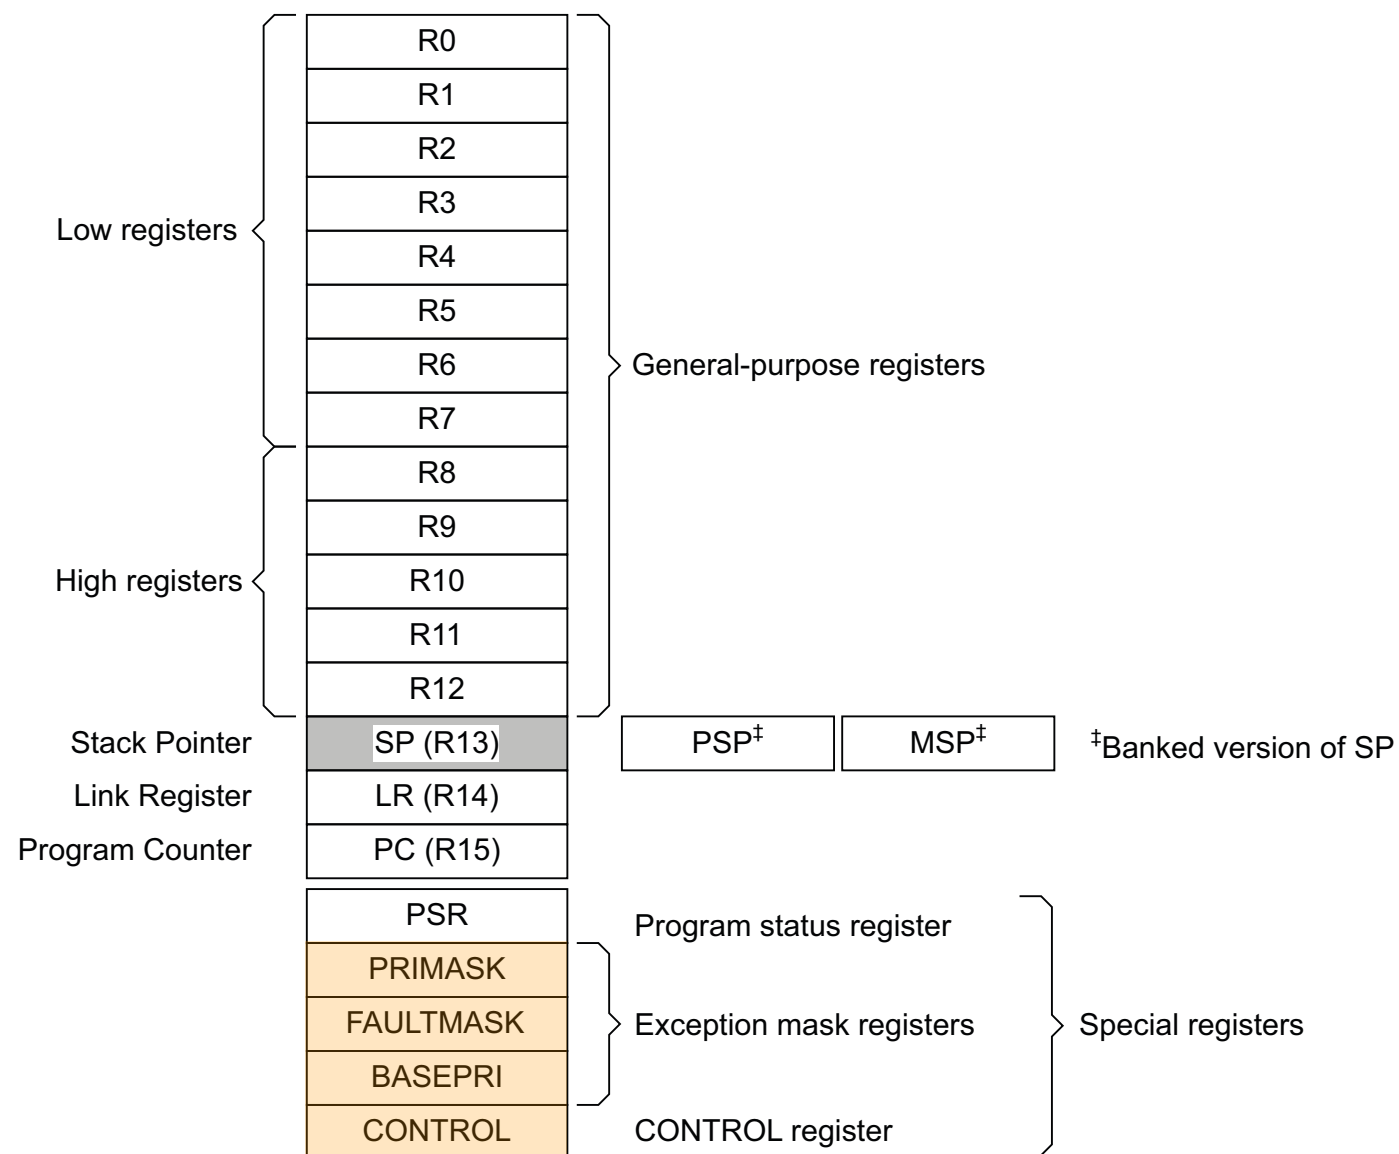 R0
R1
R2
R3
Low registers
R4
R5
R6
General-purpose registers
R7
R8
R9
High registers
R10
R11
R12
Stack Pointer
SP (R13)
PSP‡
MSP‡
‡Banked version of SP
Link Register
LR (R14)
Program Counter
PC (R15)
PSR
Program status register
PRIMASK
FAULTMASK
Exception mask registers
Special registers
BASEPRI
CONTROL
CONTROL register